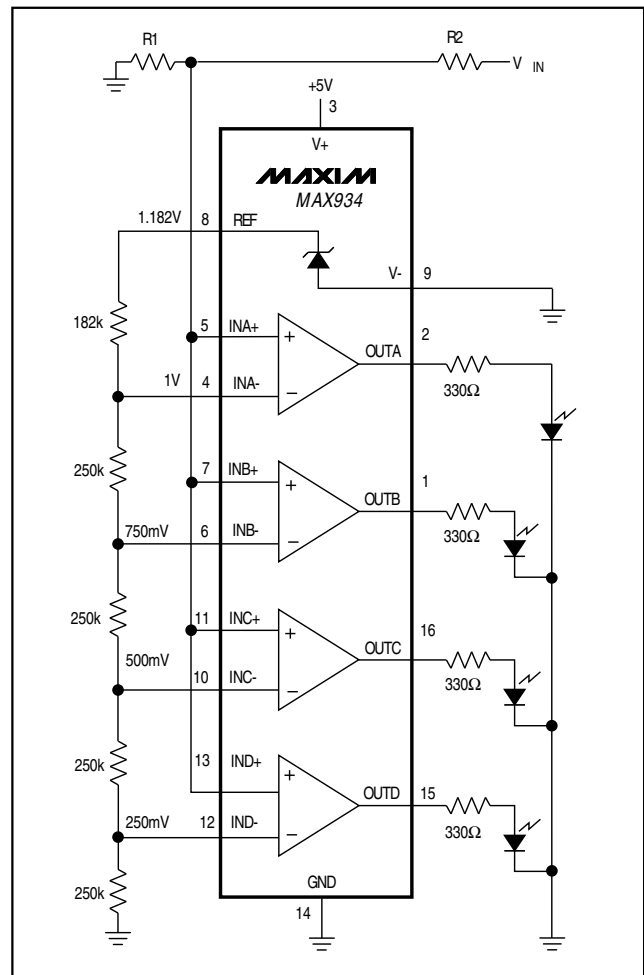 R1
R2
V IN
+5V
3
V+
MAXIM
MAX934
1.182V 8 REF
V- 9
182k
5 INA+
+
OUTA 2
1V 4 INA-
−
330Ω
250k
7 INB+
+
OUTB 1
750mV 6 INB-
−
330Ω
250k
11 INC+
+
OUTC 16
500mV
10 INC-
−
330Ω
250k
13 IND+
+
OUTD 15
250mV
12 IND-
−
330Ω
250k
GND
14